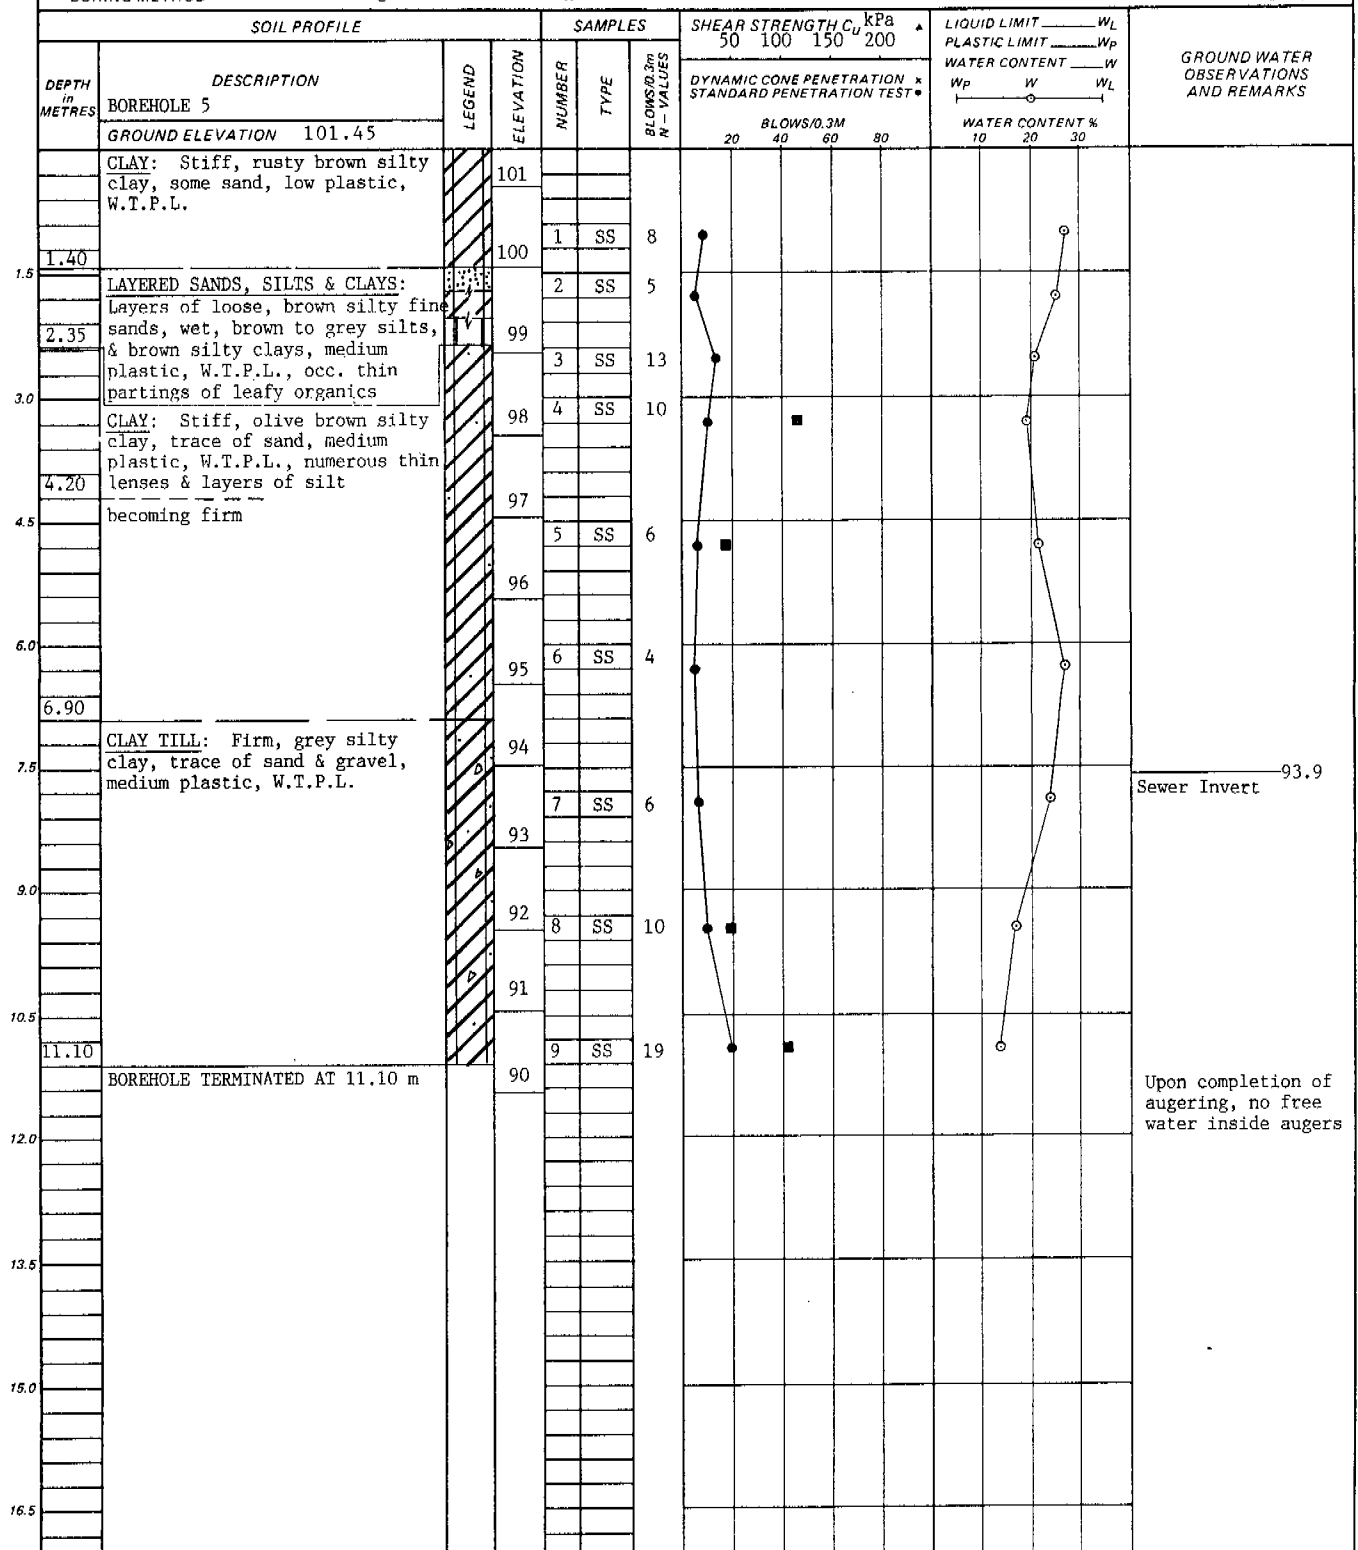 SOIL PROFILE
SAMPLES
SHEAR STRENGTH Cu kPa ▲
50 100 150 200
LIQUID LIMIT WL
PLASTIC LIMIT WP
WATER CONTENT W
WP W WL
GROUND WATER
OBSERVATIONS
AND REMARKS
DEPTH
in
METRES
DESCRIPTION
BOREHOLE 5
GROUND ELEVATION 101.45
LEGEND
ELEVATION
NUMBER
TYPE
BLOWS/0.3m
N - VALUES
DYNAMIC CONE PENETRATION ×
STANDARD PENETRATION TEST ●
BLOWS/0.3M
20 40 60 80
WATER CONTENT %
10 20 30
CLAY: Stiff, rusty brown silty
clay, some sand, low plastic,
W.T.P.L.
101
1 SS 8
100
1.40
1.5
LAYERED SANDS, SILTS & CLAYS:
Layers of loose, brown silty fine
sands, wet, brown to grey silts,
& brown silty clays, medium
plastic, W.T.P.L., occ. thin
partings of leafy organics
2 SS 5
99
2.35
3 SS 13
3.0
4 SS 10
98
CLAY: Stiff, olive brown silty
clay, trace of sand, medium
plastic, W.T.P.L., numerous thin
lenses & layers of silt
4.20
97
becoming firm
4.5
5 SS 6
96
6.0
6 SS 4
95
6.90
CLAY TILL: Firm, grey silty
clay, trace of sand & gravel,
medium plastic, W.T.P.L.
94
7.5
93.9
Sewer Invert
7 SS 6
93
9.0
92
8 SS 10
91
10.5
11.10
9 SS 19
BOREHOLE TERMINATED AT 11.10 m
90
Upon completion of
augering, no free
water inside augers
12.0
13.5
15.0
16.5